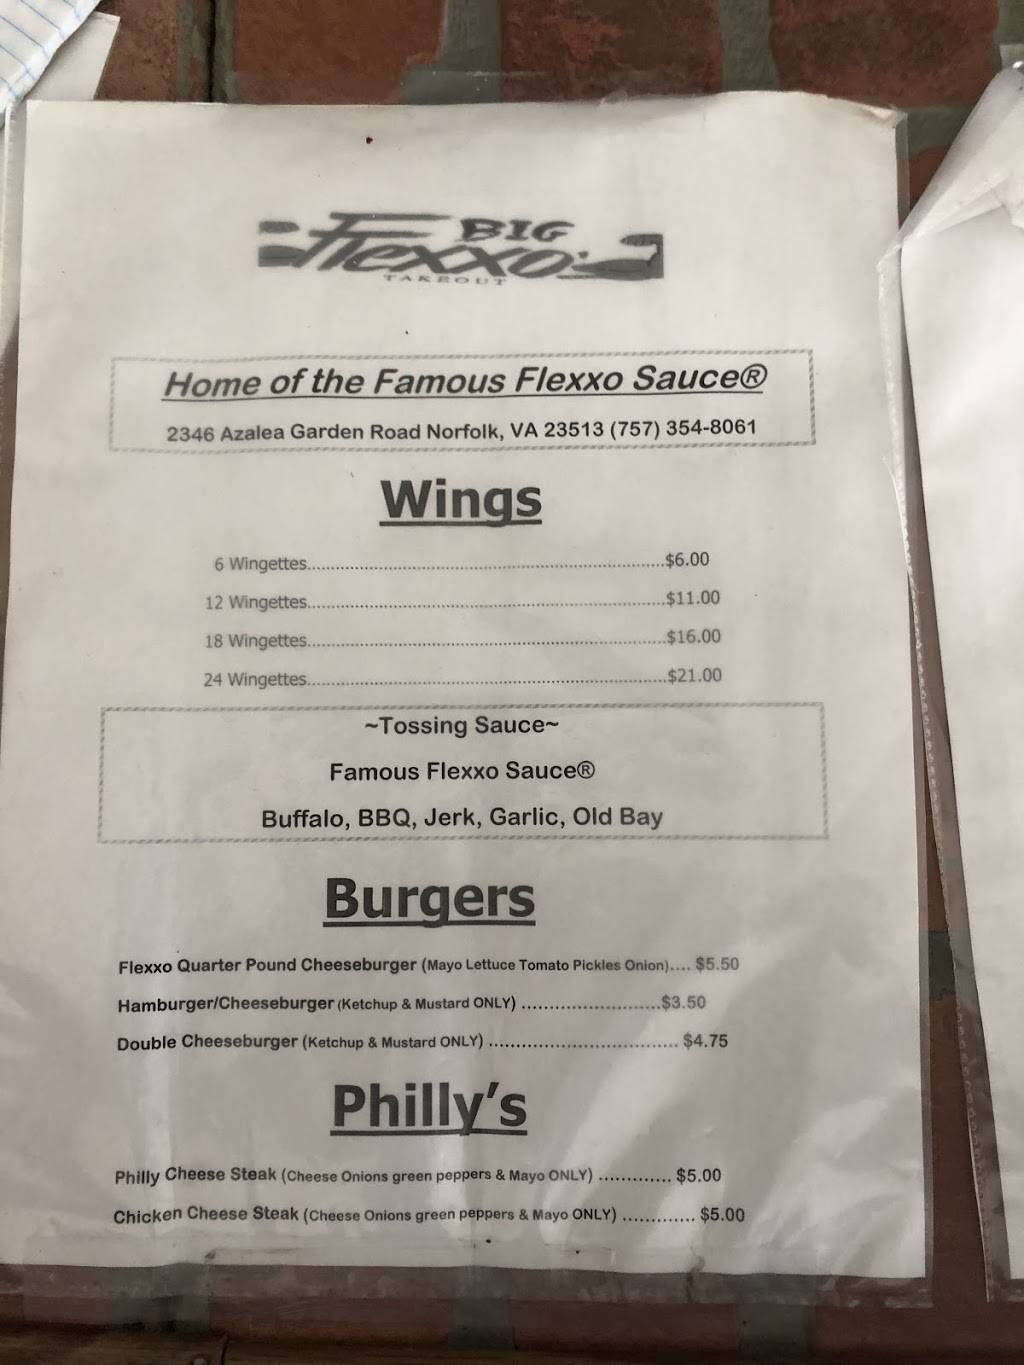 BIG
Flexxo's
TAKEOUT
Home of the Famous Flexxo Sauce®
2346 Azalea Garden Road Norfolk, VA 23513 (757) 354-8061
Wings
6 Wingettes..........................................................................$6.00
12 Wingettes..........................................................................$11.00
18 Wingettes..........................................................................$16.00
24 Wingettes..........................................................................$21.00
~Tossing Sauce~
Famous Flexxo Sauce®
Buffalo, BBQ, Jerk, Garlic, Old Bay
Burgers
Flexxo Quarter Pound Cheeseburger (Mayo Lettuce Tomato Pickles Onion).... $5.50
Hamburger/Cheeseburger (Ketchup & Mustard ONLY) .........................$3.50
Double Cheeseburger (Ketchup & Mustard ONLY) .................................. $4.75
Philly's
Philly Cheese Steak (Cheese Onions green peppers & Mayo ONLY) ............. $5.00
Chicken Cheese Steak (Cheese Onions green peppers & Mayo ONLY) ............. $5.00